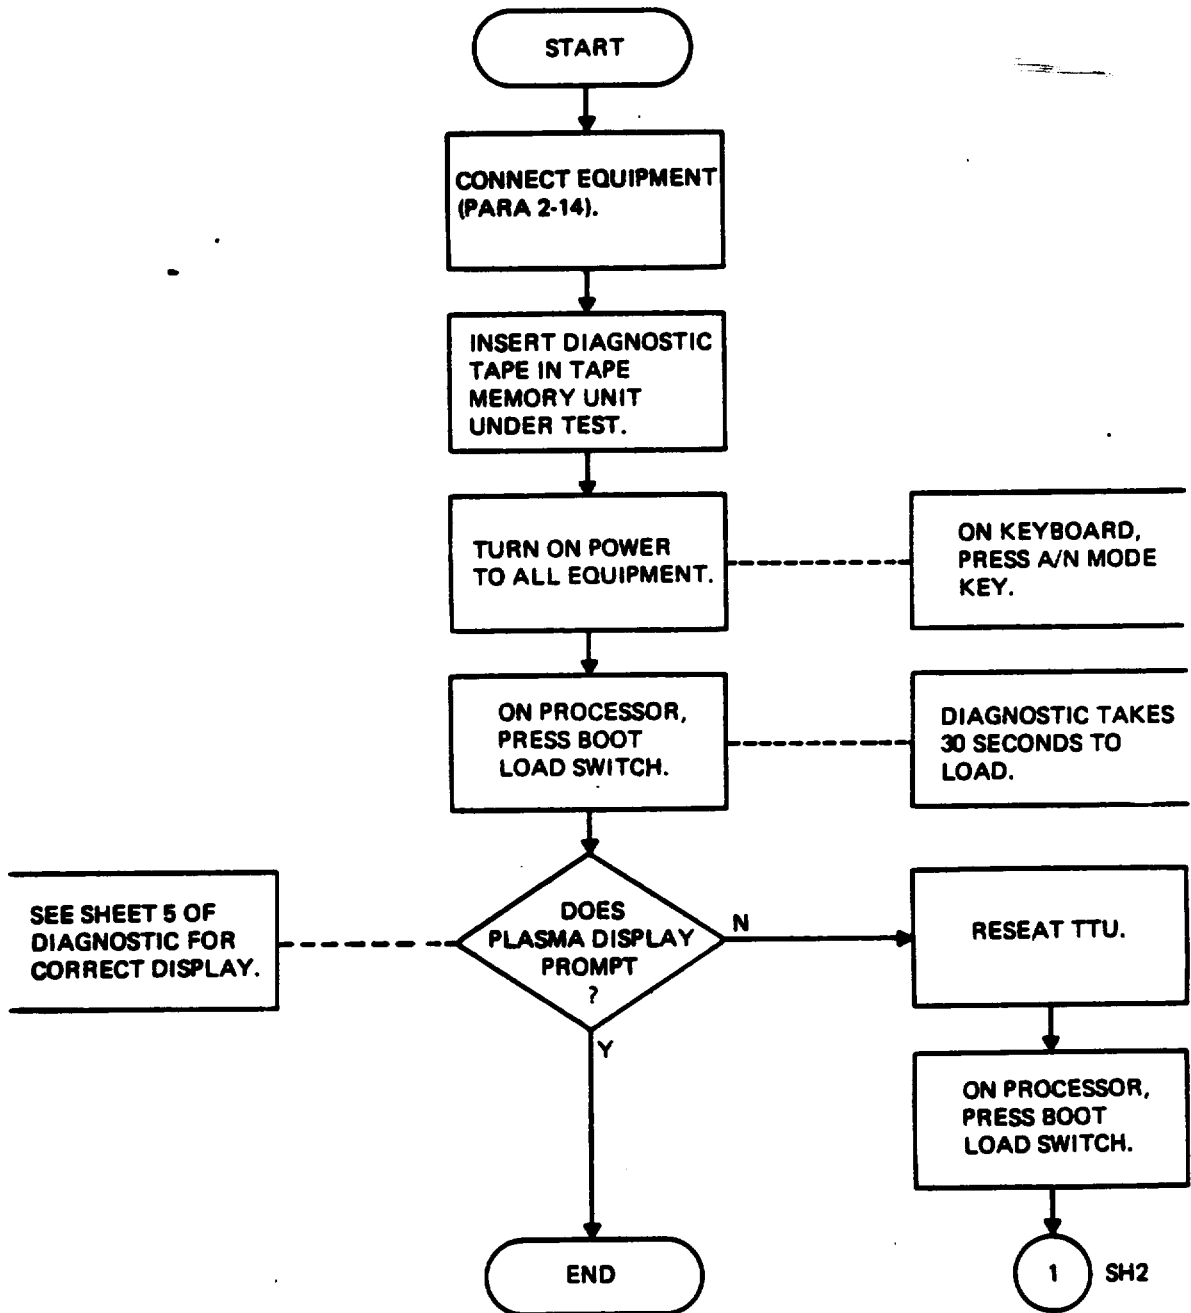 START
CONNECT EQUIPMENT
(PARA 2-14).
INSERT DIAGNOSTIC
TAPE IN TAPE
MEMORY UNIT
UNDER TEST.
TURN ON POWER
TO ALL EQUIPMENT.
ON KEYBOARD,
PRESS A/N MODE
KEY.
ON PROCESSOR,
PRESS BOOT
LOAD SWITCH.
DIAGNOSTIC TAKES
30 SECONDS TO
LOAD.
SEE SHEET 5 OF
DIAGNOSTIC FOR
CORRECT DISPLAY.
DOES
PLASMA DISPLAY
PROMPT
?
N
Y
RESEAT TTU.
ON PROCESSOR,
PRESS BOOT
LOAD SWITCH.
END
1 SH2